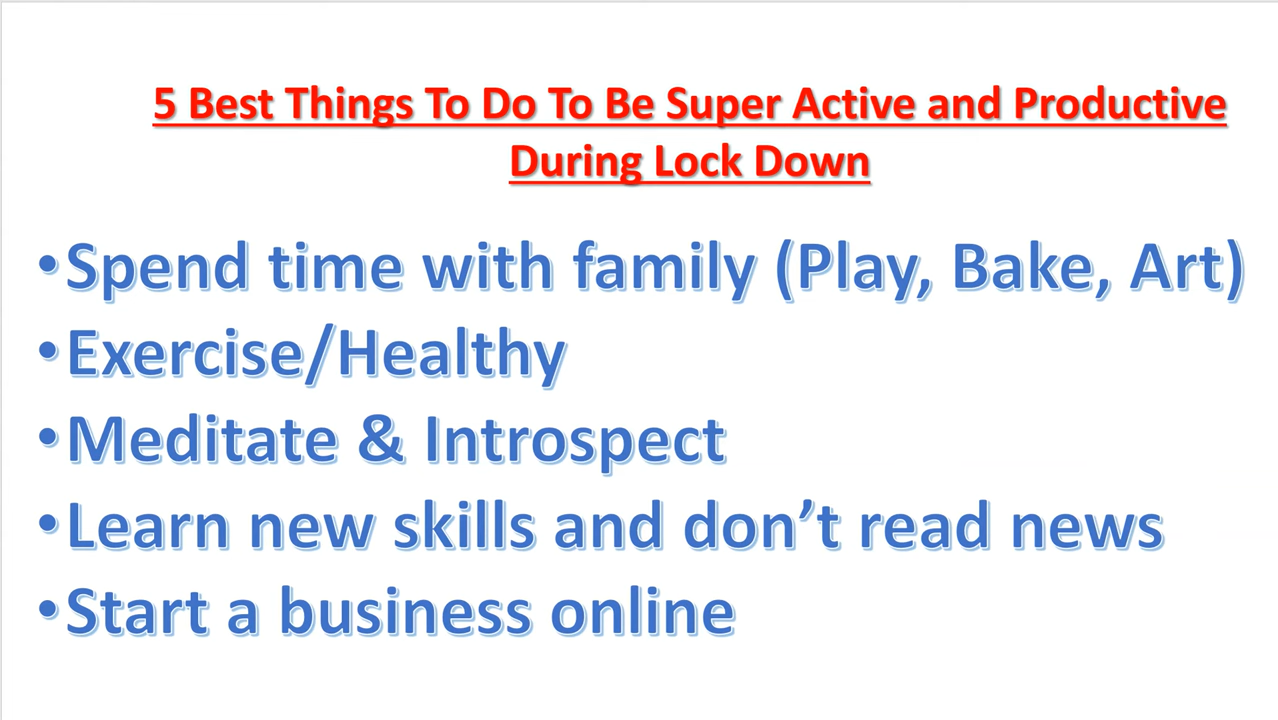 5 Best Things To Do To Be Super Active and Productive
During Lock Down
•Spend time with family (Play, Bake, Art)
•Exercise/Healthy
•Meditate & Introspect
•Learn new skills and don’t read news
•Start a business online